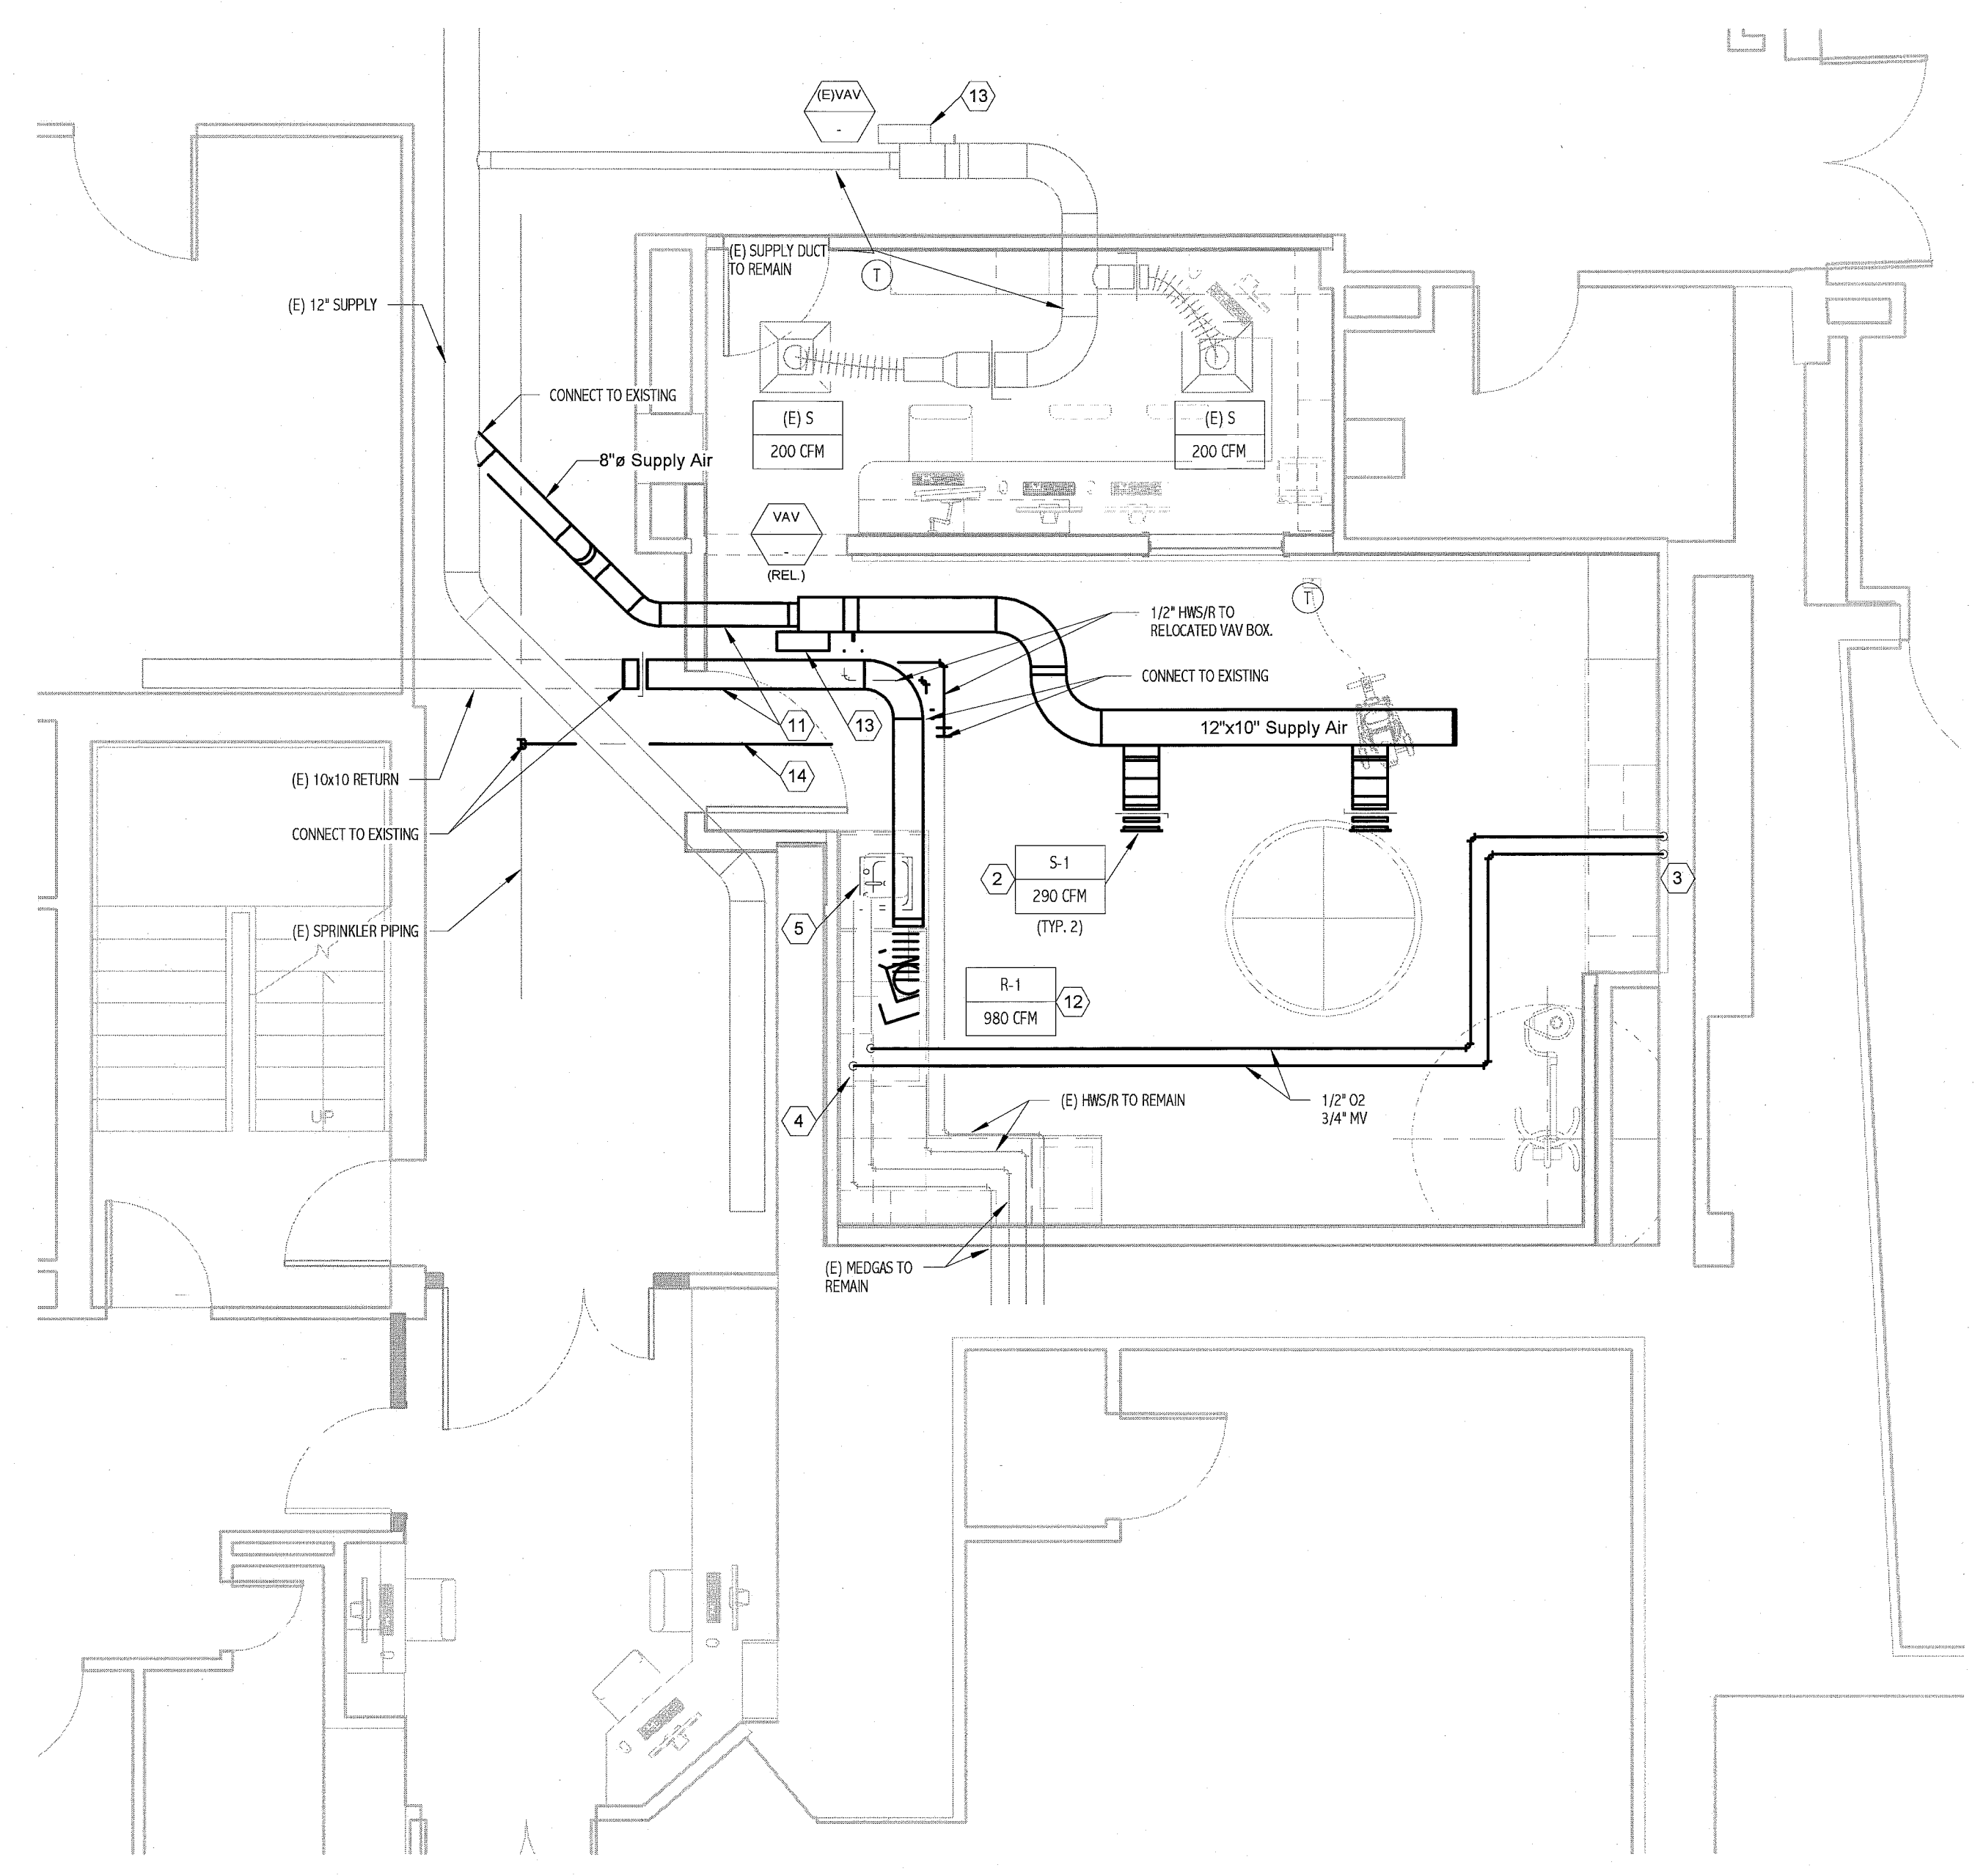 (E)VAV
-
13
(E) SUPPLY DUCT
TO REMAIN
T
(E) 12" SUPPLY
CONNECT TO EXISTING
(E) S
200 CFM
(E) S
200 CFM
8"ø Supply Air
VAV
-
(REL.)
T
1/2" HWS/R TO
RELOCATED VAV BOX.
CONNECT TO EXISTING
11
13
12"x10" Supply Air
14
(E) 10x10 RETURN
CONNECT TO EXISTING
2
S-1
290 CFM
(TYP. 2)
3
5
(E) SPRINKLER PIPING
N
R-1
980 CFM
12
UP
4
(E) HWS/R TO REMAIN
1/2" O2
3/4" MV
(E) MEDGAS TO
REMAIN